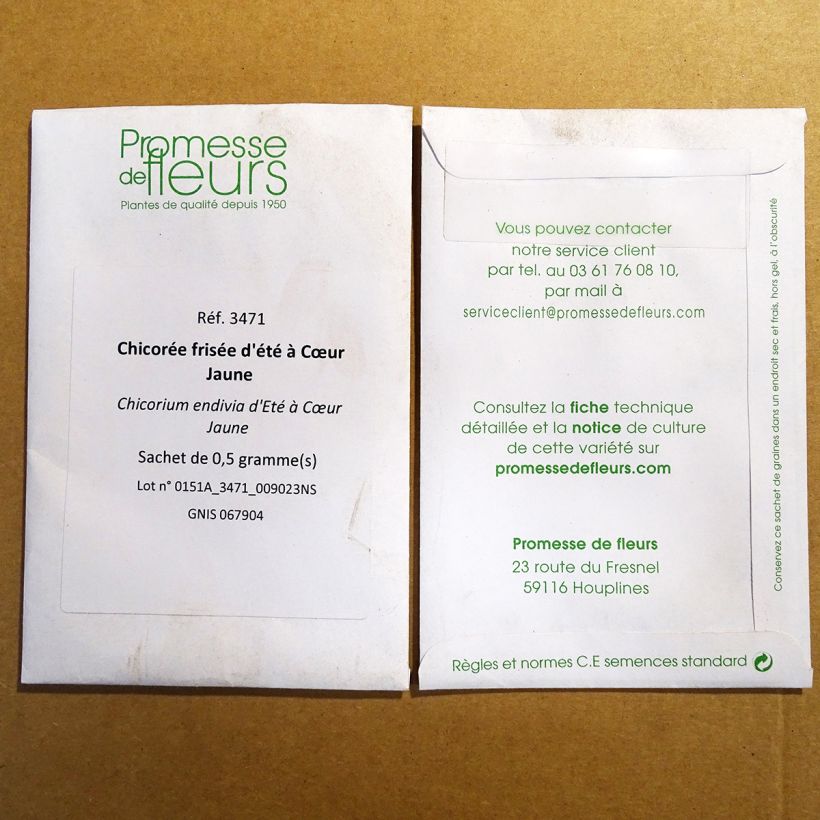 Promesse
de fleurs
Plantes de qualité depuis 1950
Réf. 3471
Chicorée frisée d'été à Cœur
Jaune
Chicorium endivia d'Eté à Cœur
Jaune
Sachet de 0,5 gramme(s)
Lot n° 0151A_3471_009023NS
GNIS 067904
Vous pouvez contacter
notre service client
par tel. au 03 61 76 08 10,
par mail à
serviceclient@promessedefleurs.com
Consultez la fiche technique
détaillée et la notice de culture
de cette variété sur
promessedefleurs.com
Promesse de fleurs
23 route du Fresnel
59116 Houplines
Règles et normes C.E semences standard
Conservez ce sachet de graines dans un endroit sec et frais, hors gel, à l'obscurité